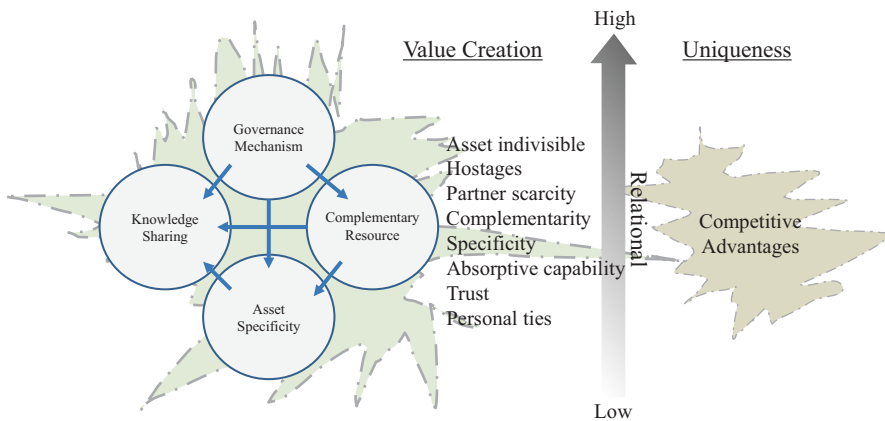 High
Value Creation
Uniqueness
Governance
Mechanism
Knowledge
Sharing
Complementary
Resource
Asset
Specificity
Asset indivisible
Hostages
Partner scarcity
Complementarity
Specificity
Absorptive capability
Trust
Personal ties
Relational
Competitive
Advantages
Low